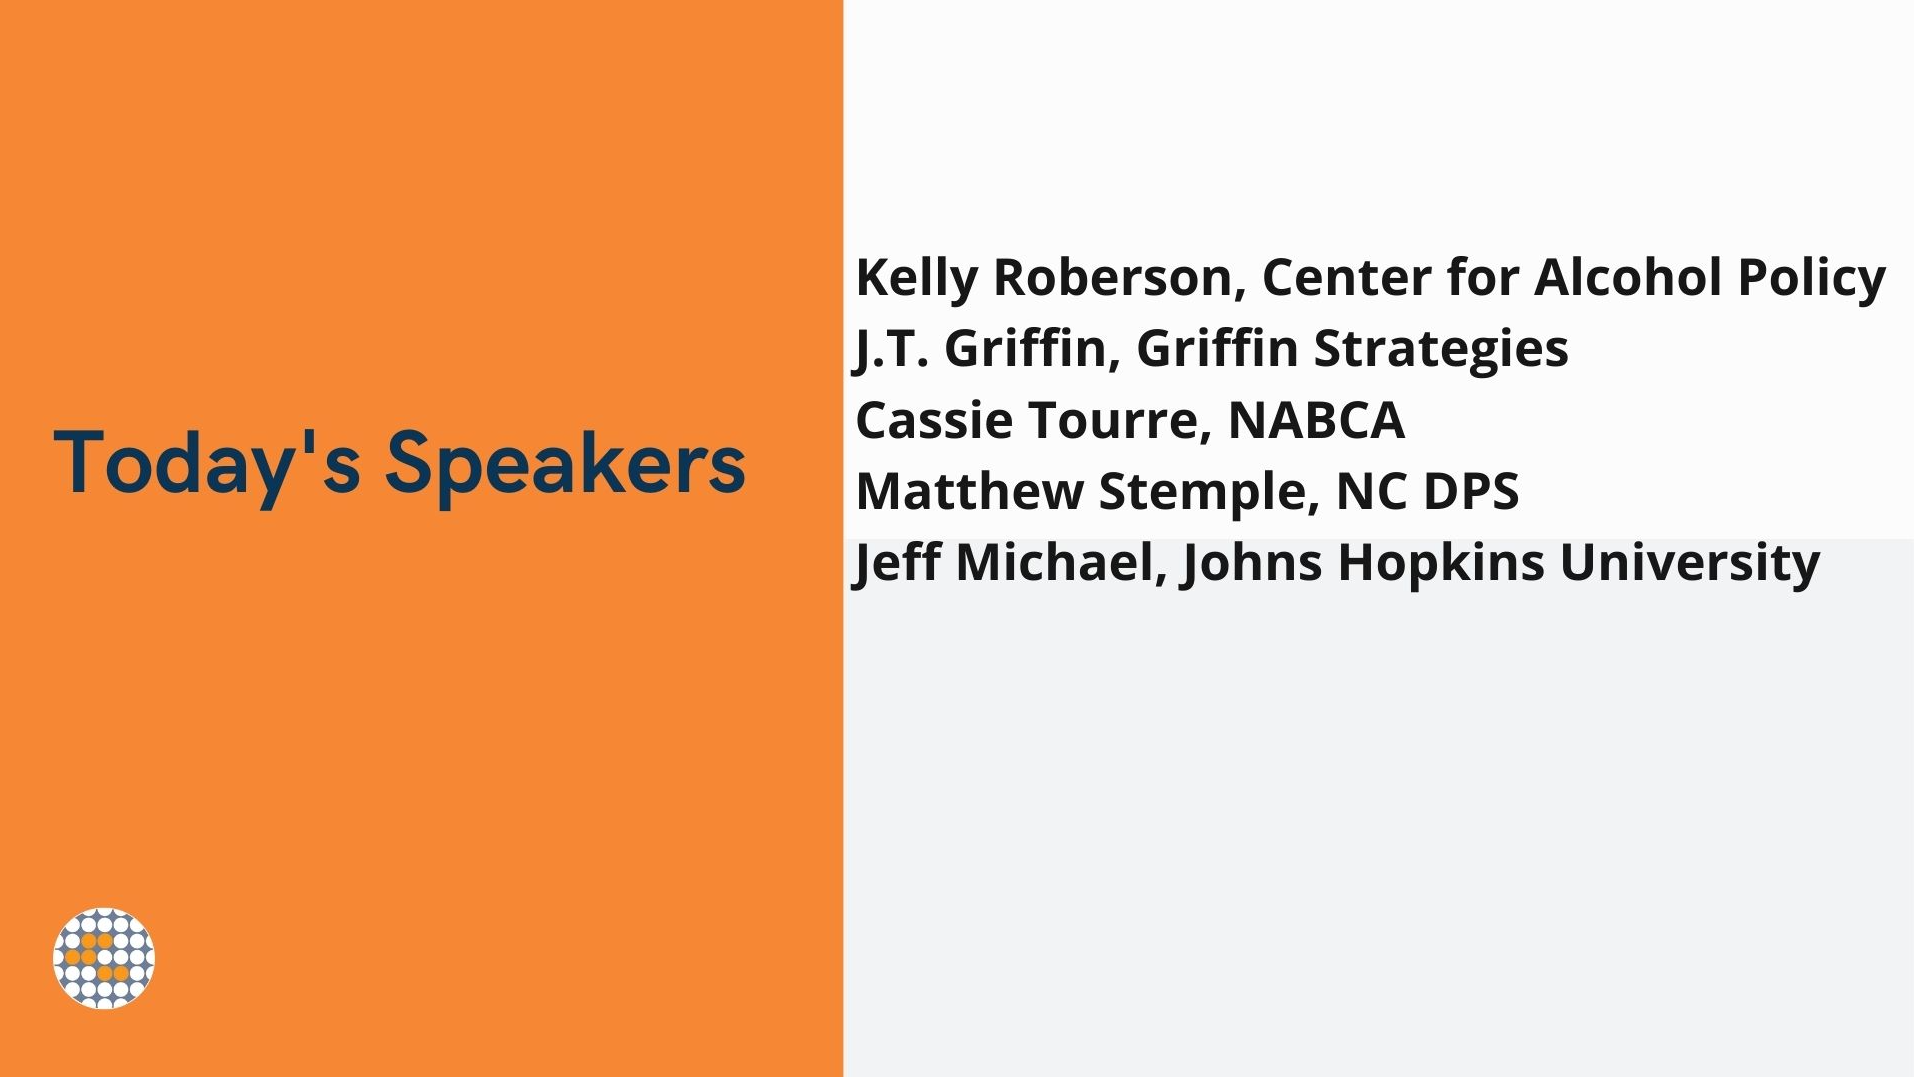 Today's Speakers
Kelly Roberson, Center for Alcohol Policy
J.T. Griffin, Griffin Strategies
Cassie Tourre, NABCA
Matthew Stemple, NC DPS
Jeff Michael, Johns Hopkins University